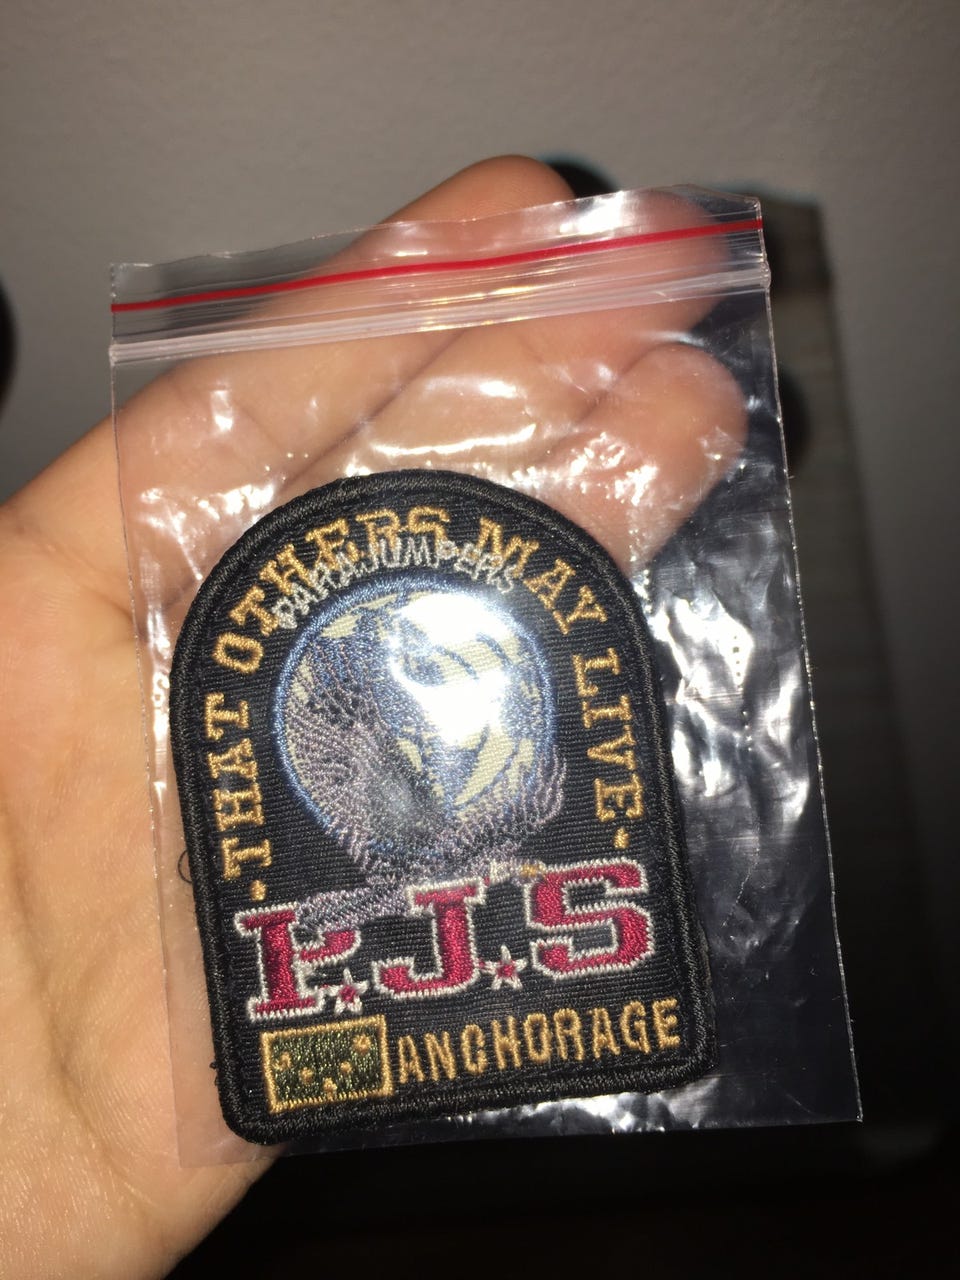 ·THAT OTHERS MAY LIVE·
PARAJUMPERS
P.J.S
ANCHORAGE